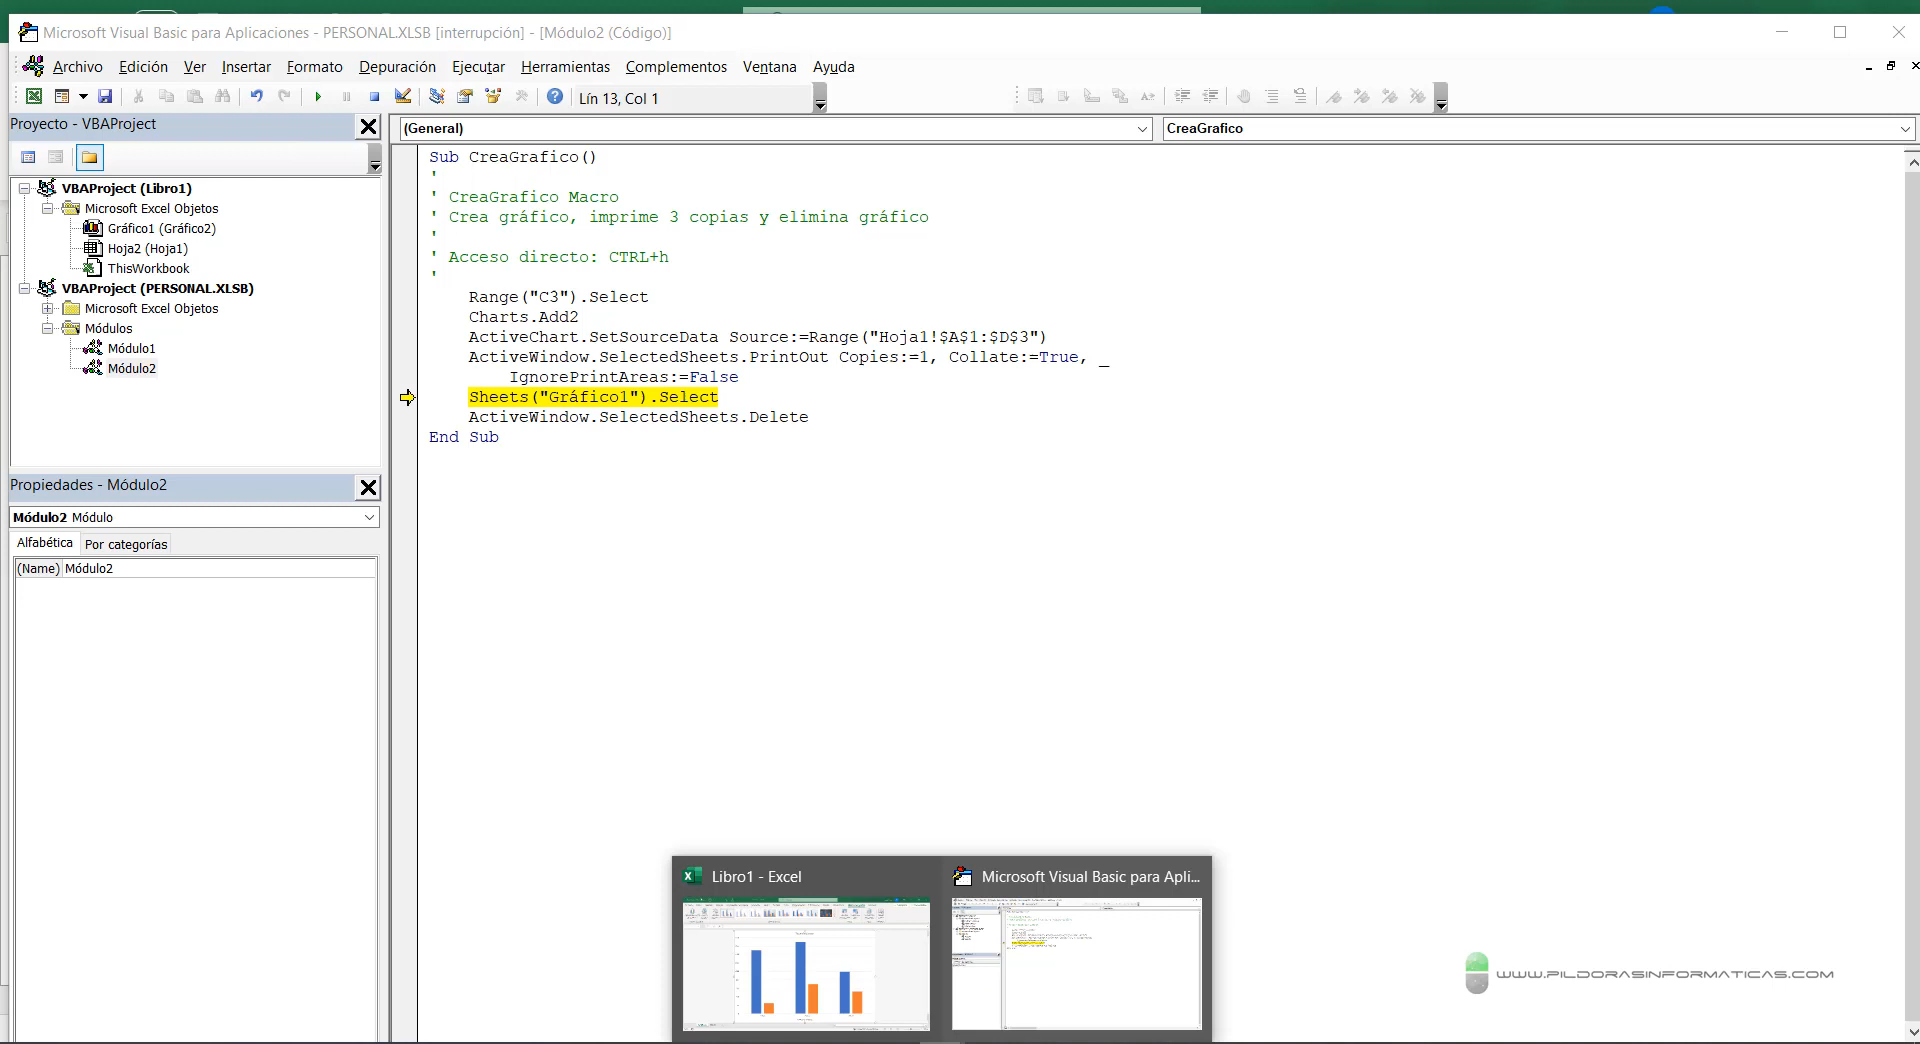 Microsoft Visual Basic para Aplicaciones - PERSONAL.XLSB [interrupción] - [Módulo2 (Código)]
Archivo Edición Ver Insertar Formato Depuración Ejecutar Herramientas Complementos Ventana Ayuda
Lín 13, Col 1
Proyecto - VBAProject
(General)
CreaGrafico
VBAProject (Libro1)
Microsoft Excel Objetos
Gráfico1 (Gráfico2)
Hoja2 (Hoja1)
ThisWorkbook
VBAProject (PERSONAL.XLSB)
Microsoft Excel Objetos
Módulos
Módulo1
Módulo2
Sub CreaGrafico()
'
' CreaGrafico Macro
' Crea gráfico, imprime 3 copias y elimina gráfico
'
' Acceso directo: CTRL+h
'
Range("C3").Select
Charts.Add2
ActiveChart.SetSourceData Source:=Range("Hoja1!$A$1:$D$3")
ActiveWindow.SelectedSheets.PrintOut Copies:=1, Collate:=True, _
IgnorePrintAreas:=False
Sheets("Gráfico1").Select
ActiveWindow.SelectedSheets.Delete
End Sub
Propiedades - Módulo2
Módulo2 Módulo
Alfabética Por categorías
(Name) Módulo2
Libro1 - Excel
Microsoft Visual Basic para Apli...
WWW.PILDORASINFORMATICAS.COM